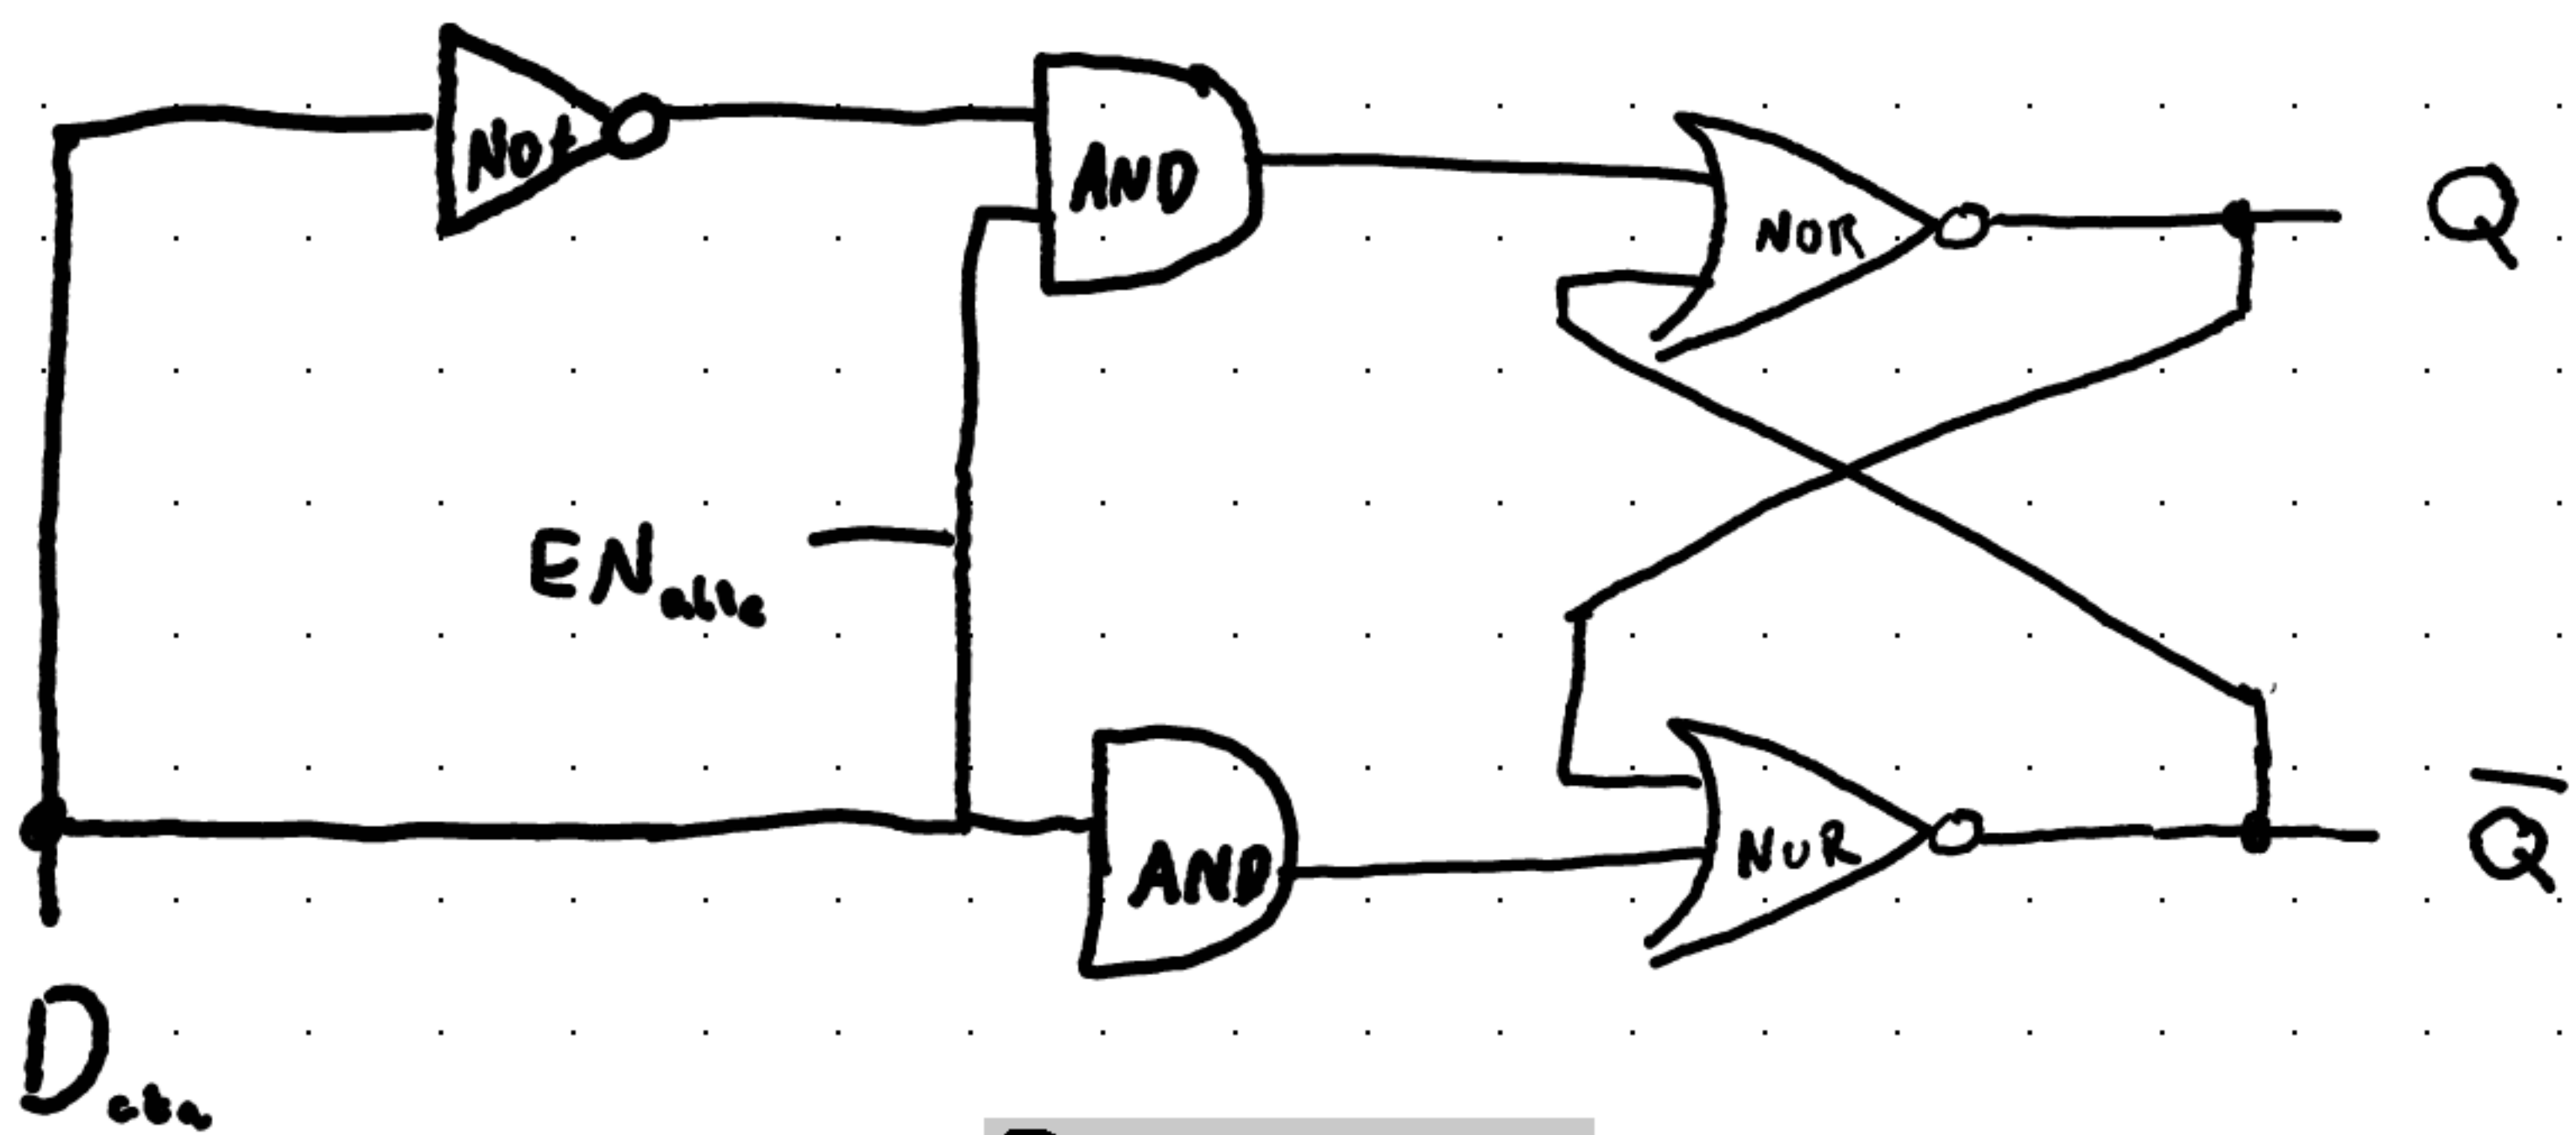 Not
AND
NOR
Q
ENable
AND
NOR
Q̅
Data